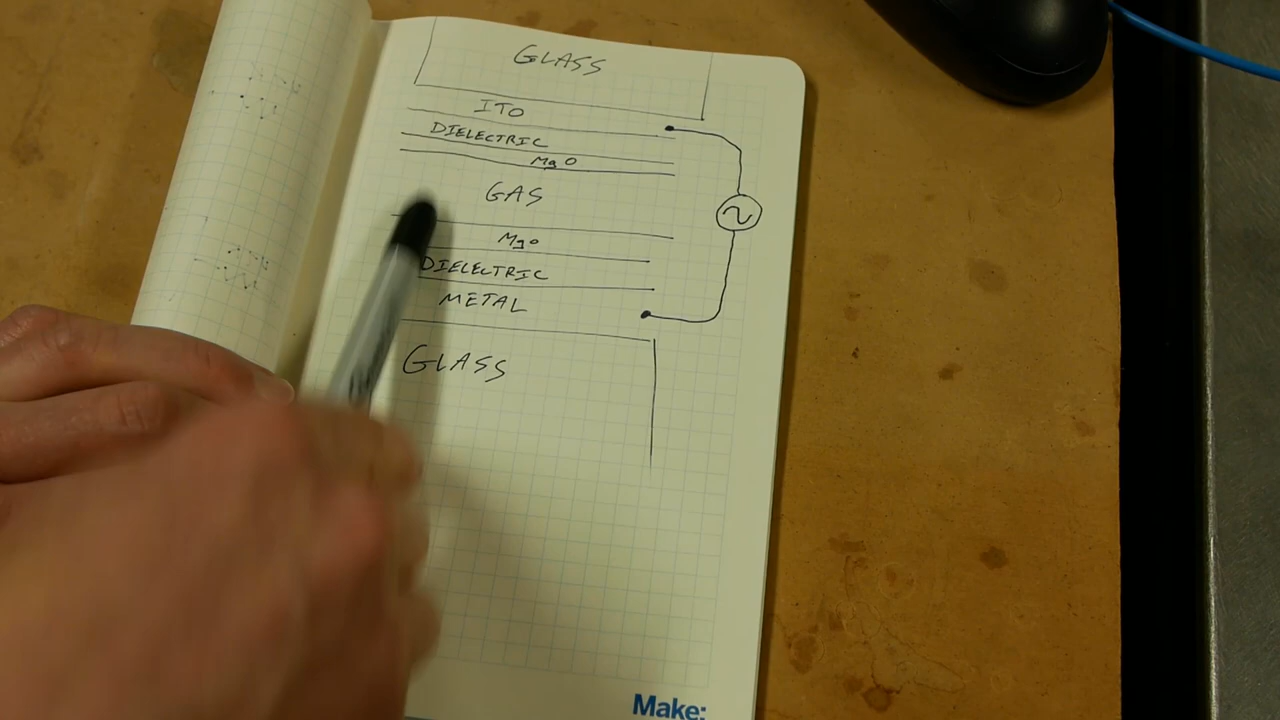 GLASS
ITO
DIELECTRIC
MgO
GAS
MgO
DIELECTRIC
METAL
GLASS
Make: